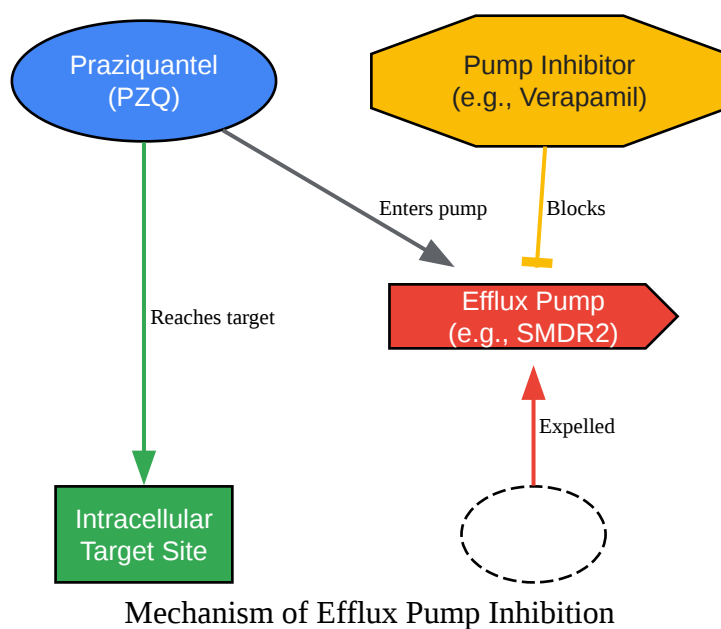 Praziquantel
(PZQ)
Pump Inhibitor
(e.g., Verapamil)
Enters pump
Blocks
Efflux Pump
(e.g., SMDR2)
Reaches target
Expelled
Intracellular
Target Site
Mechanism of Efflux Pump Inhibition